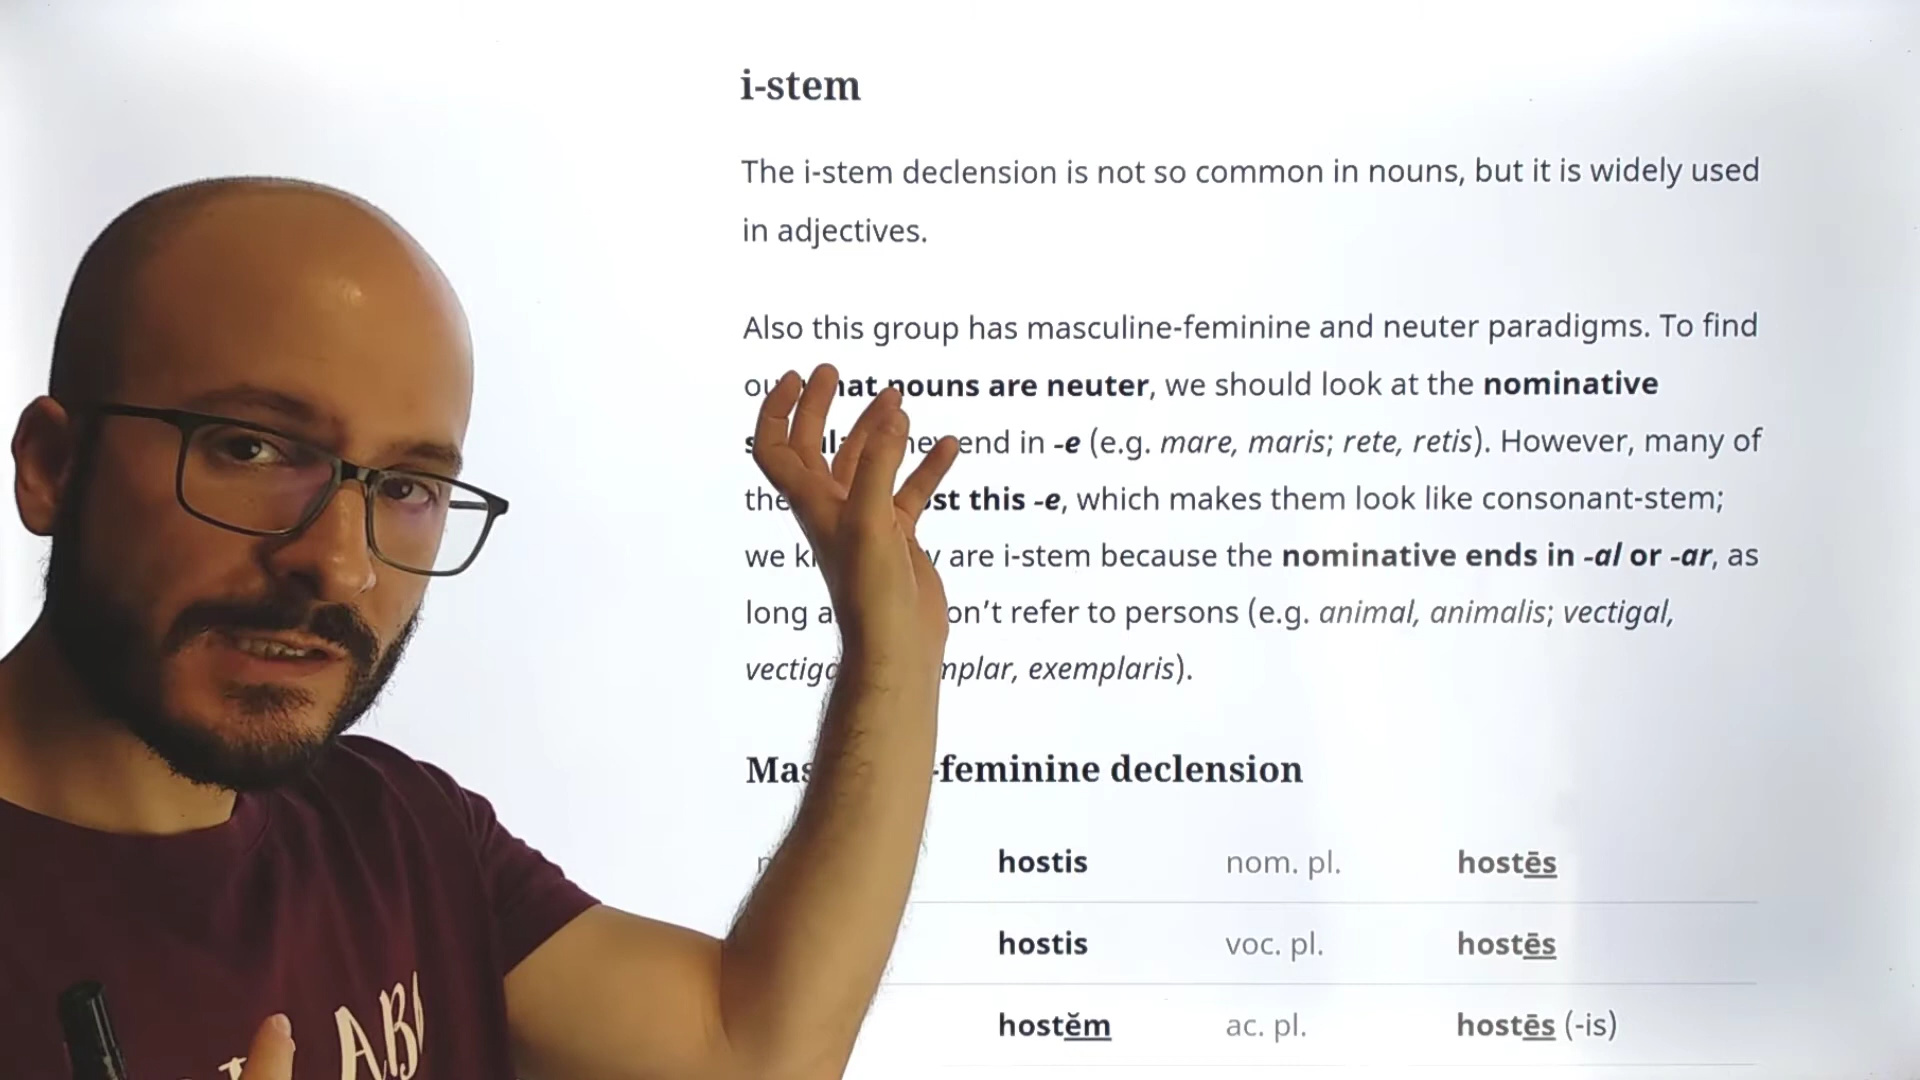 i-stem
The i-stem declension is not so common in nouns, but it is widely used
in adjectives.
Also this group has masculine-feminine and neuter paradigms. To find
nouns are neuter, we should look at the nominative
end in -e (e.g. mare, maris; rete, retis). However, many of
this -e, which makes them look like consonant-stem;
we are i-stem because the nominative ends in -al or -ar, as
long refer to persons (e.g. animal, animalis; vectigal,
exemplaris).
-feminine declension
hostis nom. pl. hostēs
hostis voc. pl. hostēs
hostĕm ac. pl. hostēs (-is)